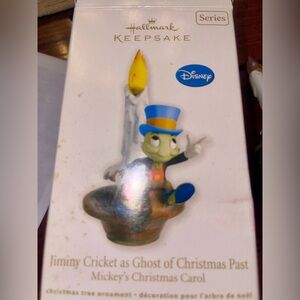 Hallmark
KEEPSAKE
Series
Disney
Jiminy Cricket as Ghost of Christmas Past
Mickey's Christmas Carol
christmas tree ornament • décoration pour l'arbre de noël